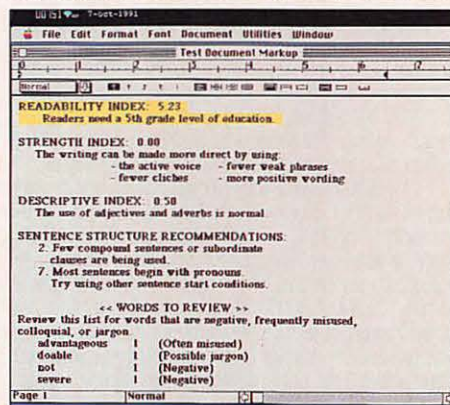 7-Oct-1991
File Edit Format Font Document Utilities Window
Test Document Markup
Normal
READABILITY INDEX: 5.23
Readers need a 5th grade level of education.
STRENGTH INDEX: 0.00
The writing can be made more direct by using:
- the active voice - fewer weak phrases
- fewer cliches - more positive wording
DESCRIPTIVE INDEX: 0.50
The use of adjectives and adverbs is normal.
SENTENCE STRUCTURE RECOMMENDATIONS:
2. Few compound sentences or subordinate
clauses are being used.
7. Most sentences begin with pronouns.
Try using other sentence start conditions.
<< WORDS TO REVIEW >>
Review this list for words that are negative, frequently misused,
colloquial, or jargon.
advantageous 1 (Often misused)
doable 1 (Possible jargon)
not 1 (Negative)
severe 1 (Negative)
Page 1 Normal